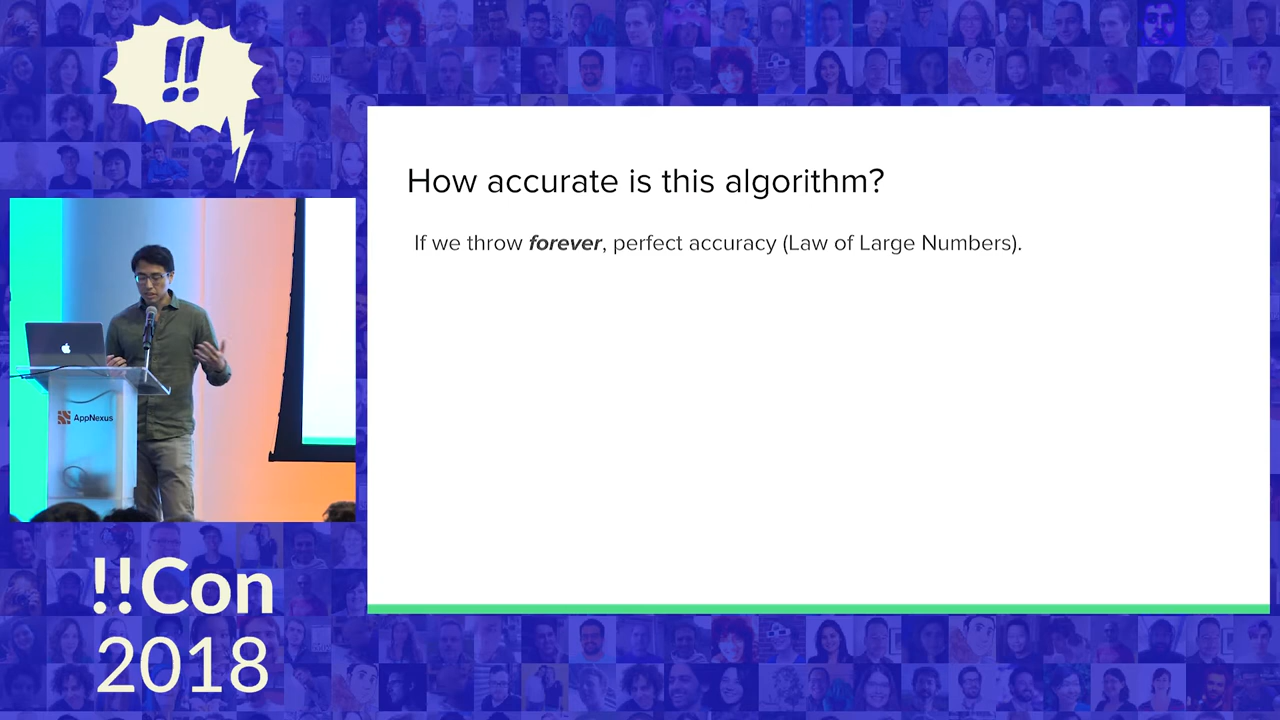 !!
How accurate is this algorithm?
If we throw forever, perfect accuracy (Law of Large Numbers).
AppNexus
!!Con
2018